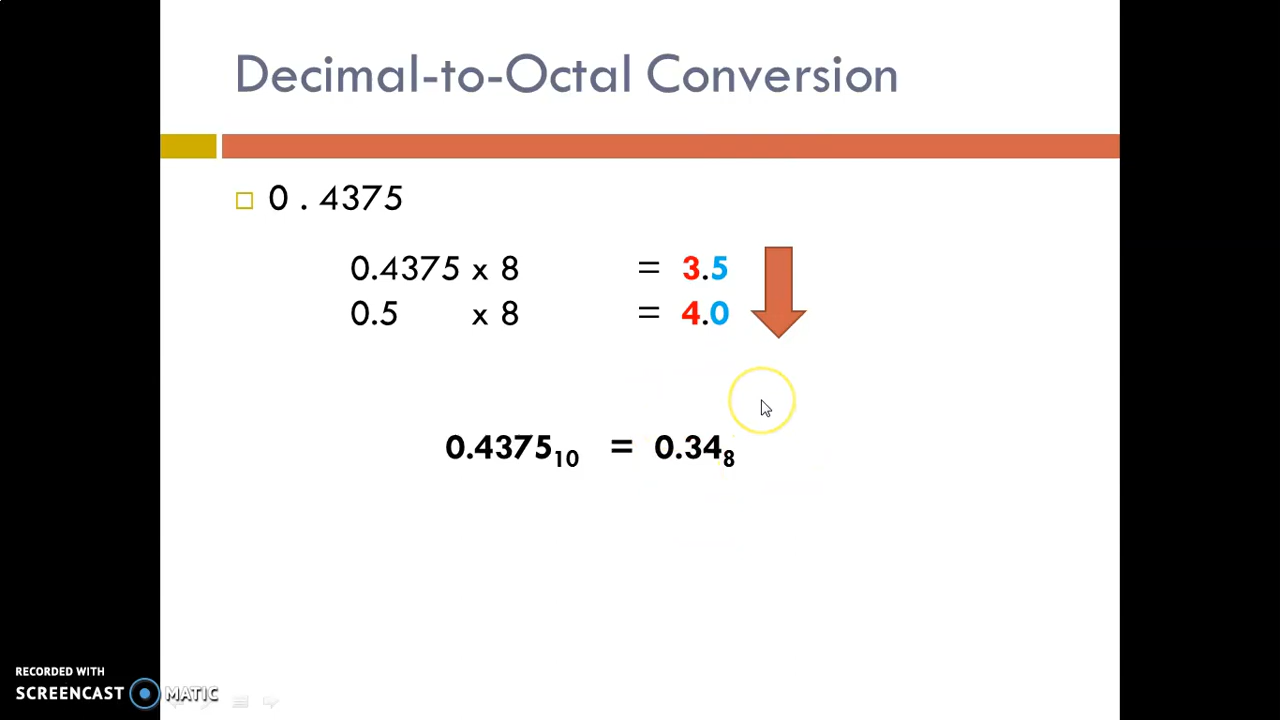 Decimal-to-Octal Conversion
0 . 4375
0.4375 x 8 = 3.5
0.5 x 8 = 4.0
0.4375₁₀ = 0.34₈
RECORDED WITH
SCREENCAST MATIC